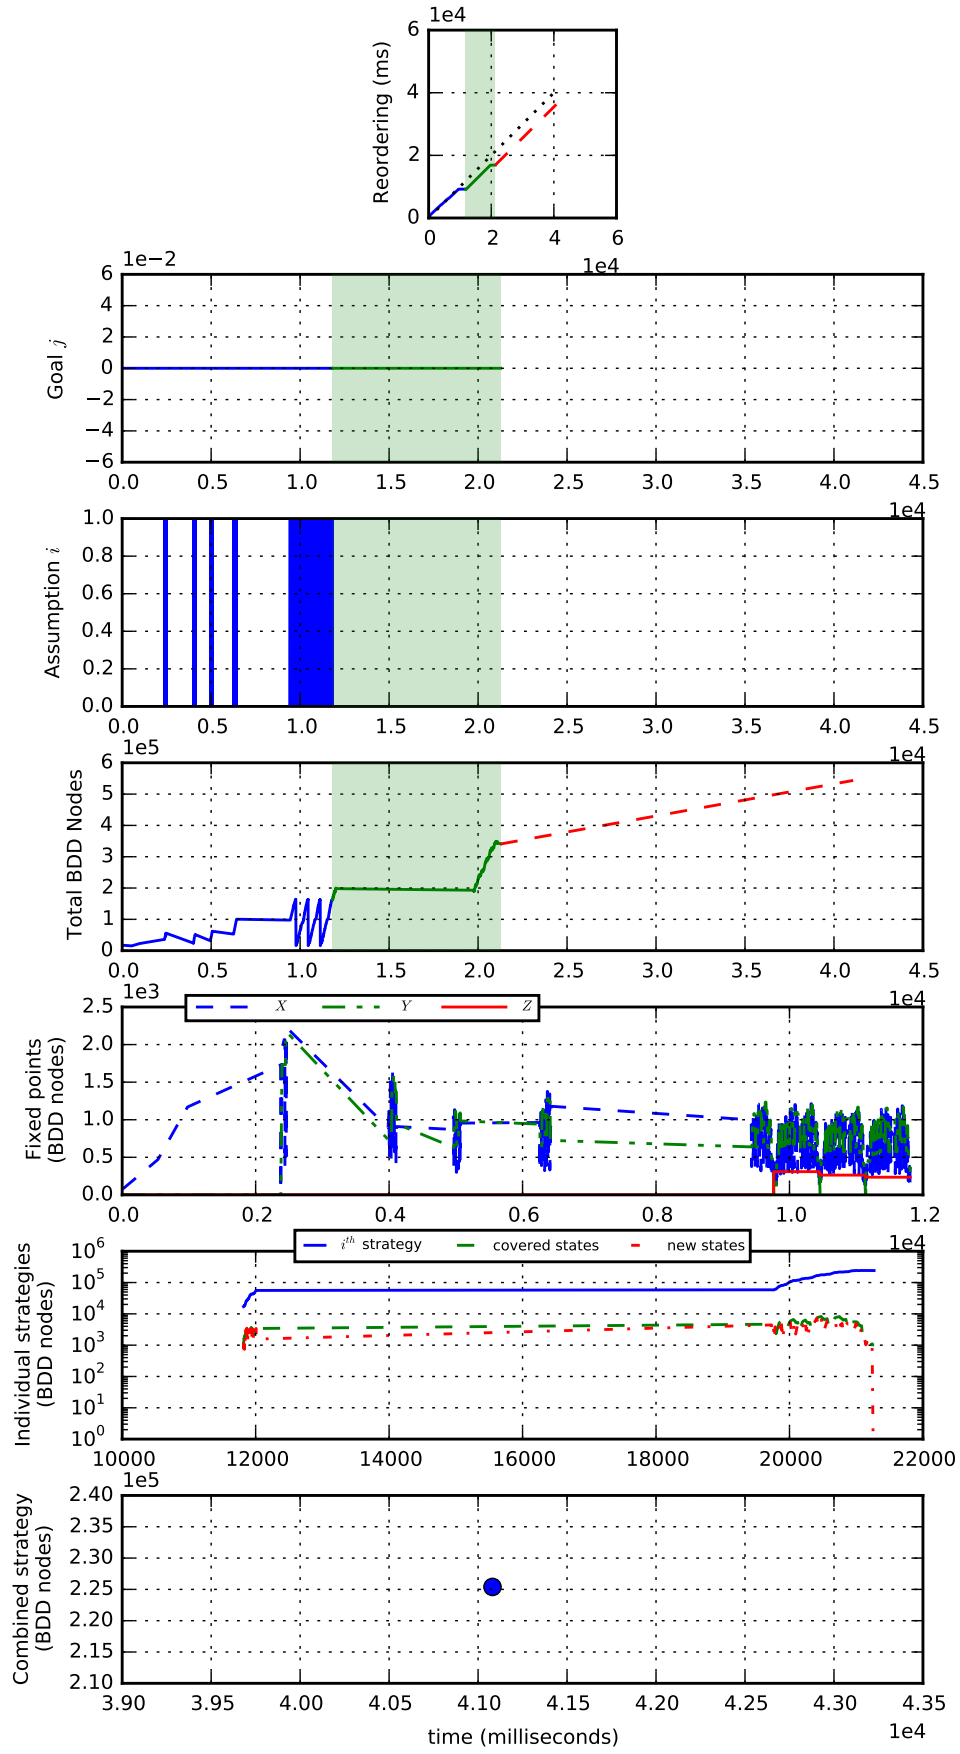 1e4
6
4
2
0
Reordering (ms)
0 2 4 6
1e4
1e−2
6
4
2
0
−2
−4
−6
Goal j
0.0 0.5 1.0 1.5 2.0 2.5 3.0 3.5 4.0 4.5
1e4
1.0
0.8
0.6
0.4
0.2
0.0
Assumption i
0.0 0.5 1.0 1.5 2.0 2.5 3.0 3.5 4.0 4.5
1e4
1e5
6
5
4
3
2
1
0
Total BDD Nodes
0.0 0.5 1.0 1.5 2.0 2.5 3.0 3.5 4.0 4.5
1e4
1e3
X Y Z
2.5
2.0
1.5
1.0
0.5
0.0
Fixed points
(BDD nodes)
0.0 0.2 0.4 0.6 0.8 1.0 1.2
1e4
i^th strategy covered states new states
10^6
10^5
10^4
10^3
10^2
10^1
10^0
Individual strategies
(BDD nodes)
10000 12000 14000 16000 18000 20000 22000
1e5
2.40
2.35
2.30
2.25
2.20
2.15
2.10
Combined strategy
(BDD nodes)
3.90 3.95 4.00 4.05 4.10 4.15 4.20 4.25 4.30 4.35
time (milliseconds)
1e4